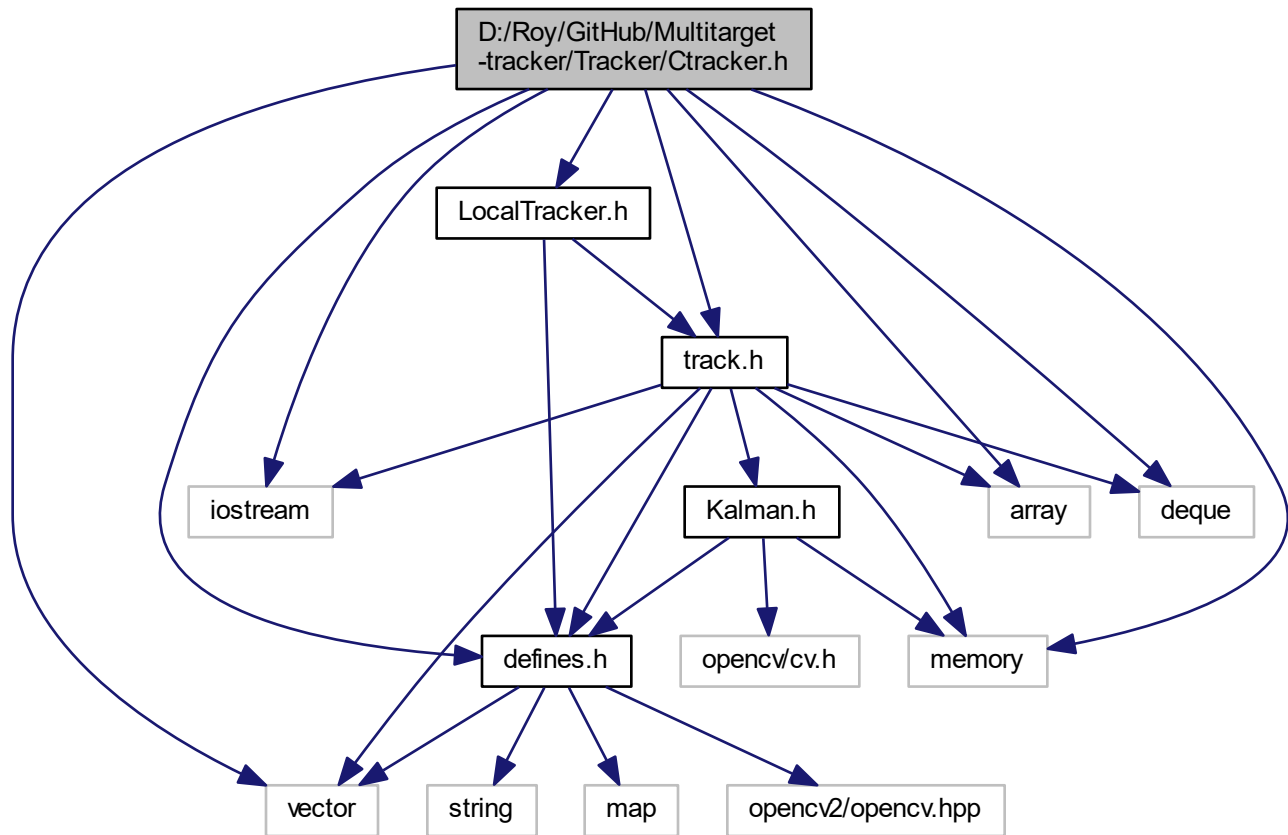 D:/Roy/GitHub/Multitarget
-tracker/Tracker/Ctracker.h
LocalTracker.h
track.h
iostream
Kalman.h
array
deque
defines.h
opencv/cv.h
memory
vector
string
map
opencv2/opencv.hpp